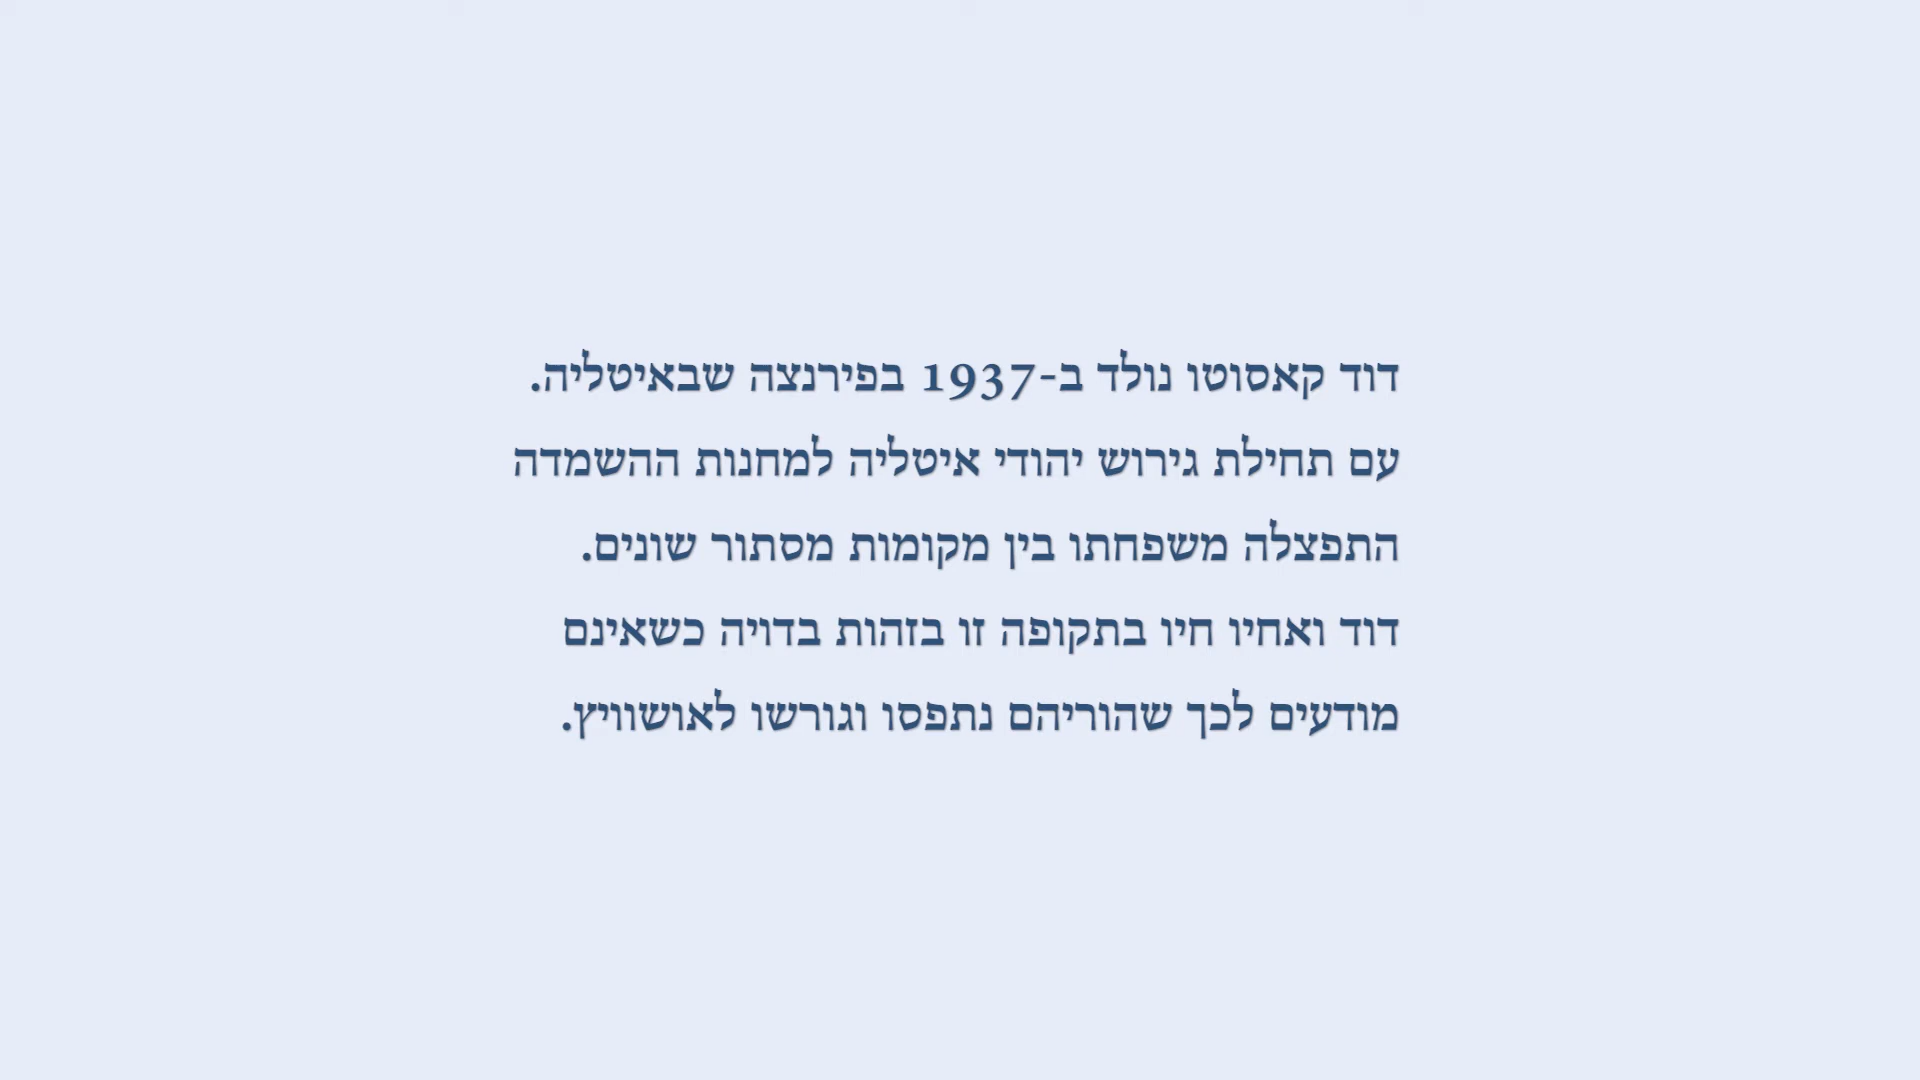 דוד קאסוטו נולד ב-1937 בפירנצה שבאיטליה.
עם תחילת גירוש יהודי איטליה למחנות ההשמדה
התפצלה משפחתו בין מקומות מסתור שונים.
דוד ואחיו חיו בתקופה זו בזהות בדויה כשאינם
מודעים לכך שהוריהם נתפסו וגורשו לאושוויץ.